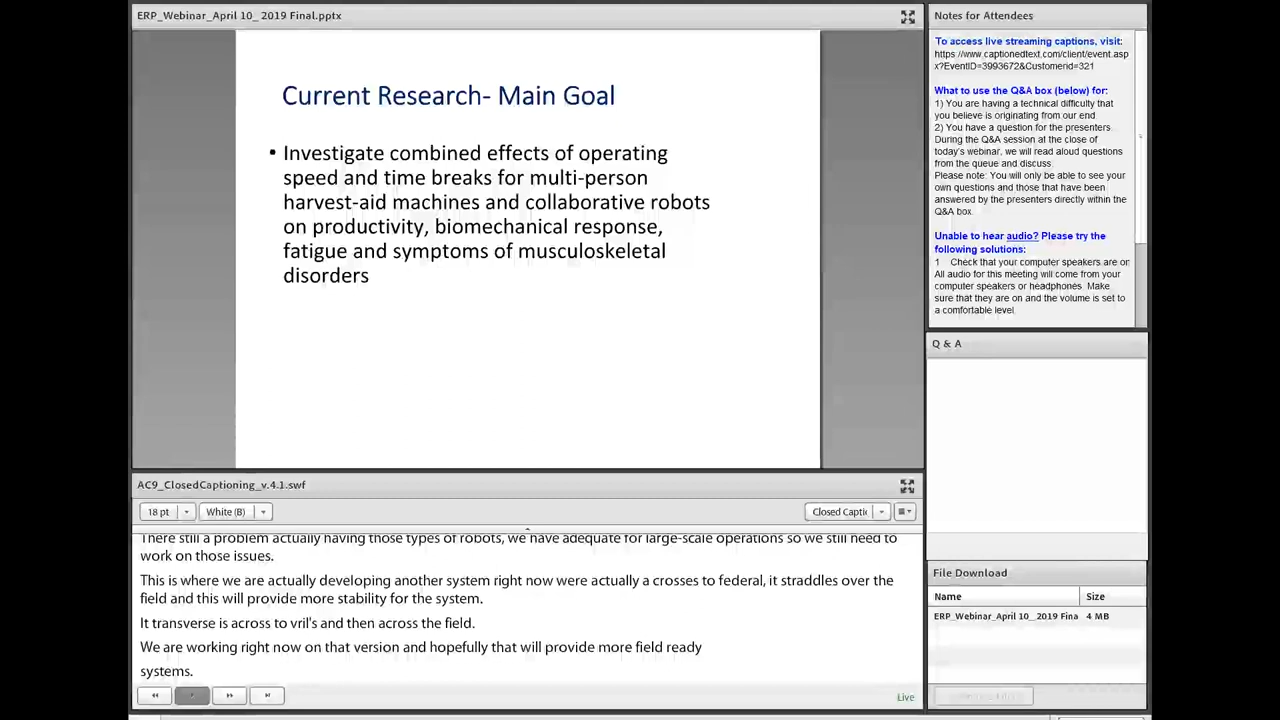 ERP_Webinar_April 10_ 2019 Final.pptx
Current Research- Main Goal
• Investigate combined effects of operating
speed and time breaks for multi-person
harvest-aid machines and collaborative robots
on productivity, biomechanical response,
fatigue and symptoms of musculoskeletal
disorders
AC9_ClosedCaptioning_v.4.1.swf
18 pt
White (B)
Closed Captic
There still a problem actually having those types of robots, we have adequate for large-scale operations so we still need to
work on those issues.
This is where we are actually developing another system right now were actually a crosses to federal, it straddles over the
field and this will provide more stability for the system.
It transverse is across to vril's and then across the field.
We are working right now on that version and hopefully that will provide more field ready
systems.
Live
Notes for Attendees
To access live streaming captions, visit:
https://www.captionedtext.com/client/event.asp
x?EventID=3993672&Customerid=321
What to use the Q&A box (below) for:
1) You are having a technical difficulty that
you believe is originating from our end
2) You have a question for the presenters.
During the Q&A session at the close of
today's webinar, we will read aloud questions
from the queue and discuss.
Please note: You will only be able to see your
own questions and those that have been
answered by the presenters directly within the
Q&A box.
Unable to hear audio? Please try the
following solutions:
1 Check that your computer speakers are on
All audio for this meeting will come from your
computer speakers or headphones. Make
sure that they are on and the volume is set to
a comfortable level.
Q & A
File Download
Name Size
ERP_Webinar_April 10_ 2019 Fina 4 MB